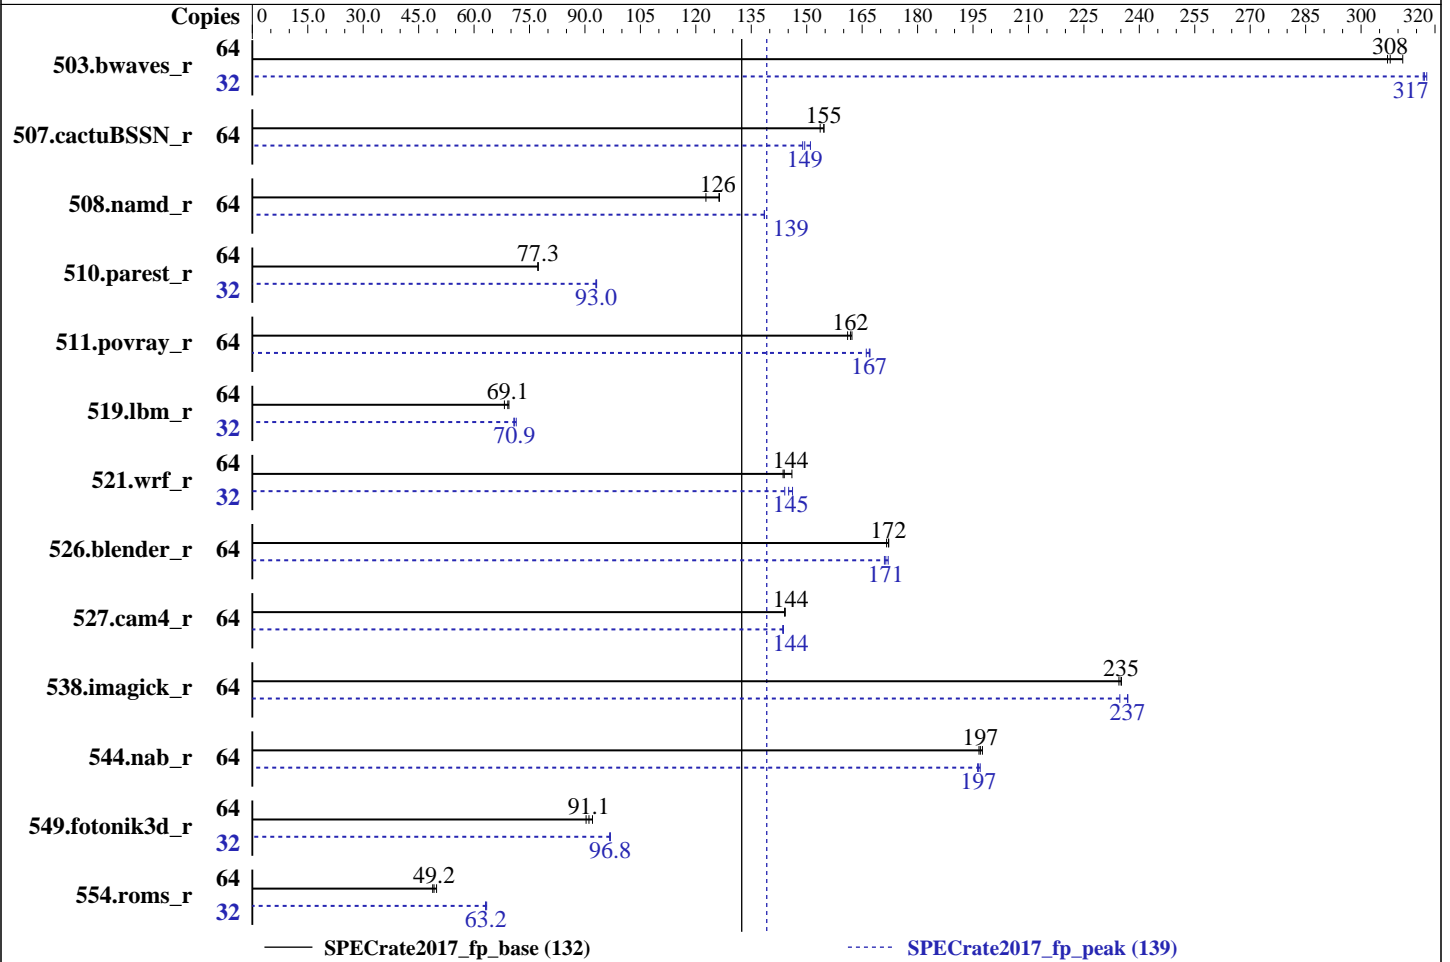 Copies 0 15.0 30.0 45.0 60.0 75.0 90.0 105 120 135 150 165 180 195 210 225 240 255 270 285 300 320
503.bwaves_r 64 308
32 317
507.cactuBSSN_r 64 155
149
508.namd_r 64 126
139
510.parest_r 64 77.3
32 93.0
511.povray_r 64 162
167
519.lbm_r 64 69.1
32 70.9
521.wrf_r 64 144
32 145
526.blender_r 64 172
171
527.cam4_r 64 144
144
538.imagick_r 64 235
237
544.nab_r 64 197
197
549.fotonik3d_r 64 91.1
32 96.8
554.roms_r 64 49.2
32 63.2
SPECrate2017_fp_base (132) SPECrate2017_fp_peak (139)